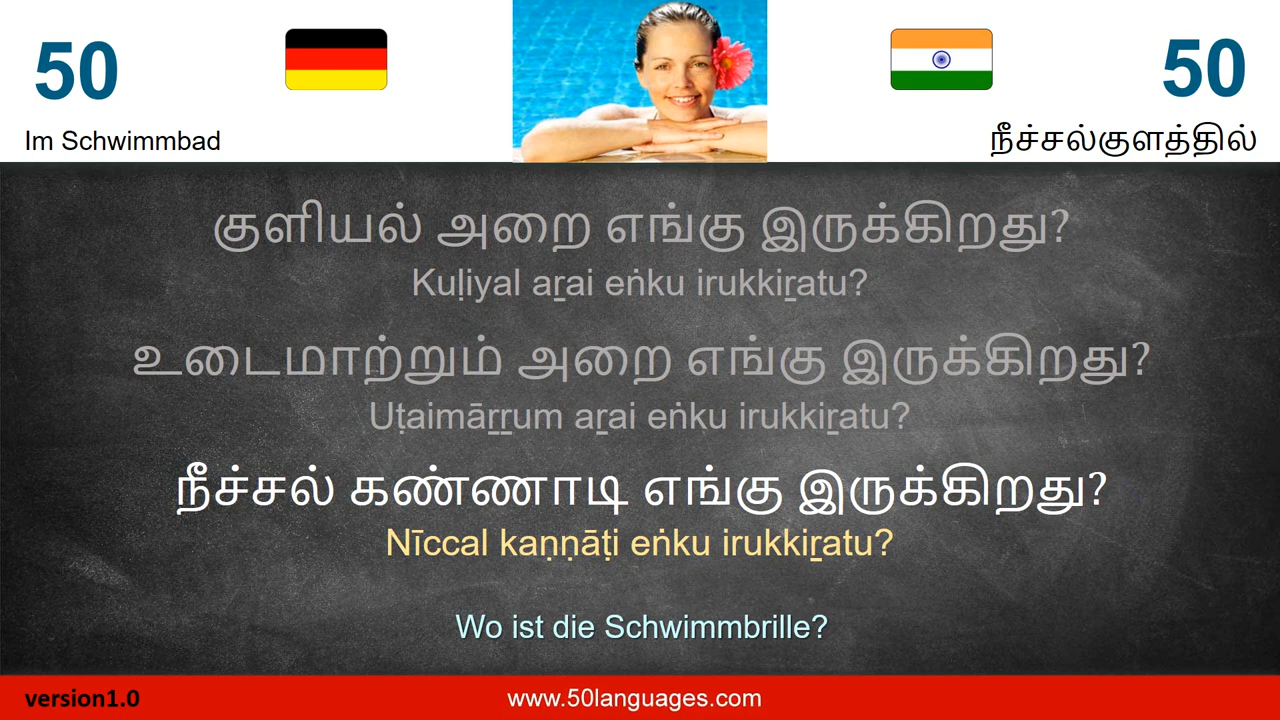 50
50
Im Schwimmbad
நீச்சல்குளத்தில்
குளியல் அறை எங்கு இருக்கிறது?
Kuḷiyal aṟai eṅku irukkiṟatu?
உடைமாற்றும் அறை எங்கு இருக்கிறது?
Uṭaimāṟṟum aṟai eṅku irukkiṟatu?
நீச்சல் கண்ணாடி எங்கு இருக்கிறது?
Nīccal kaṇṇāṭi eṅku irukkiṟatu?
Wo ist die Schwimmbrille?
version1.0
www.50languages.com